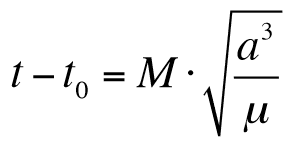 t − t₀ = M · √(a³/μ)